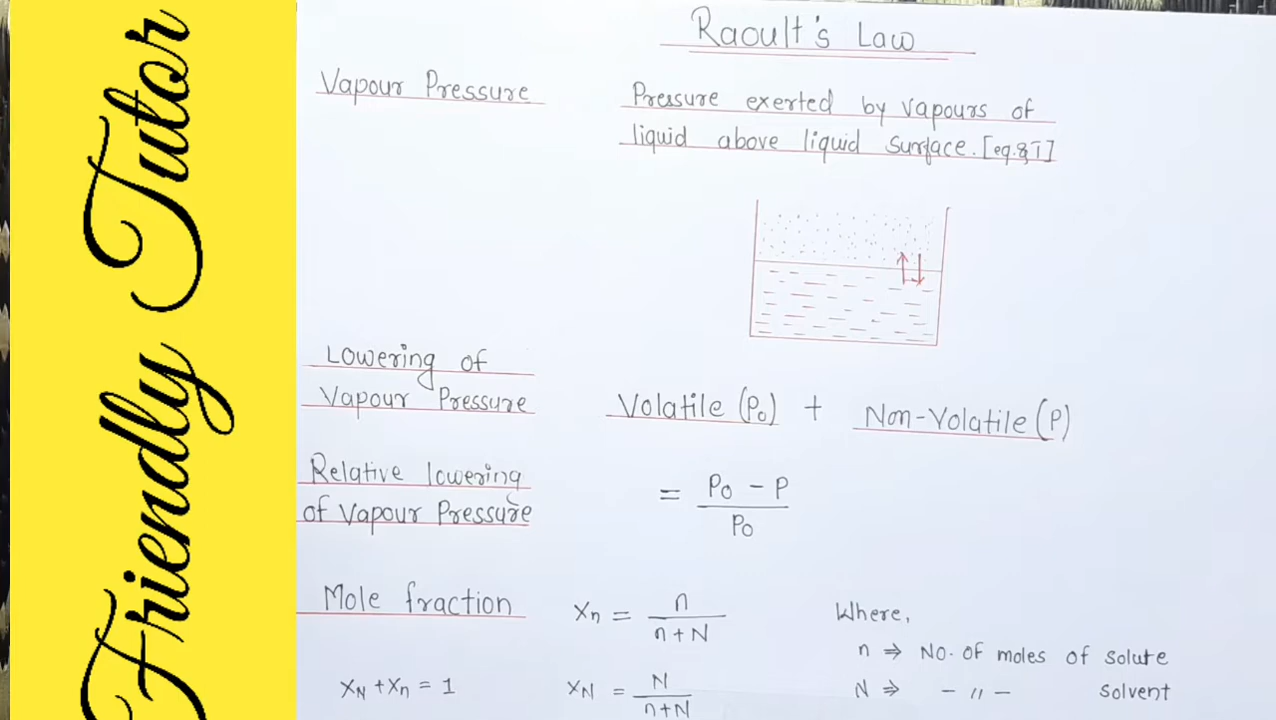 Friendly Tutor
Raoult's Law
Vapour Pressure
Pressure exerted by vapours of
liquid above liquid surface. [eq.&T]
Lowering of
Vapour Pressure
Volatile (P₀) + Non-Volatile (P)
Relative lowering
of Vapour Pressure
= P₀ - P
P₀
Mole fraction
xn = n
n+N
Where,
n ⇒ No. of moles of solute
xN + xn = 1
xN = N
n+N
N ⇒ - " - solvent